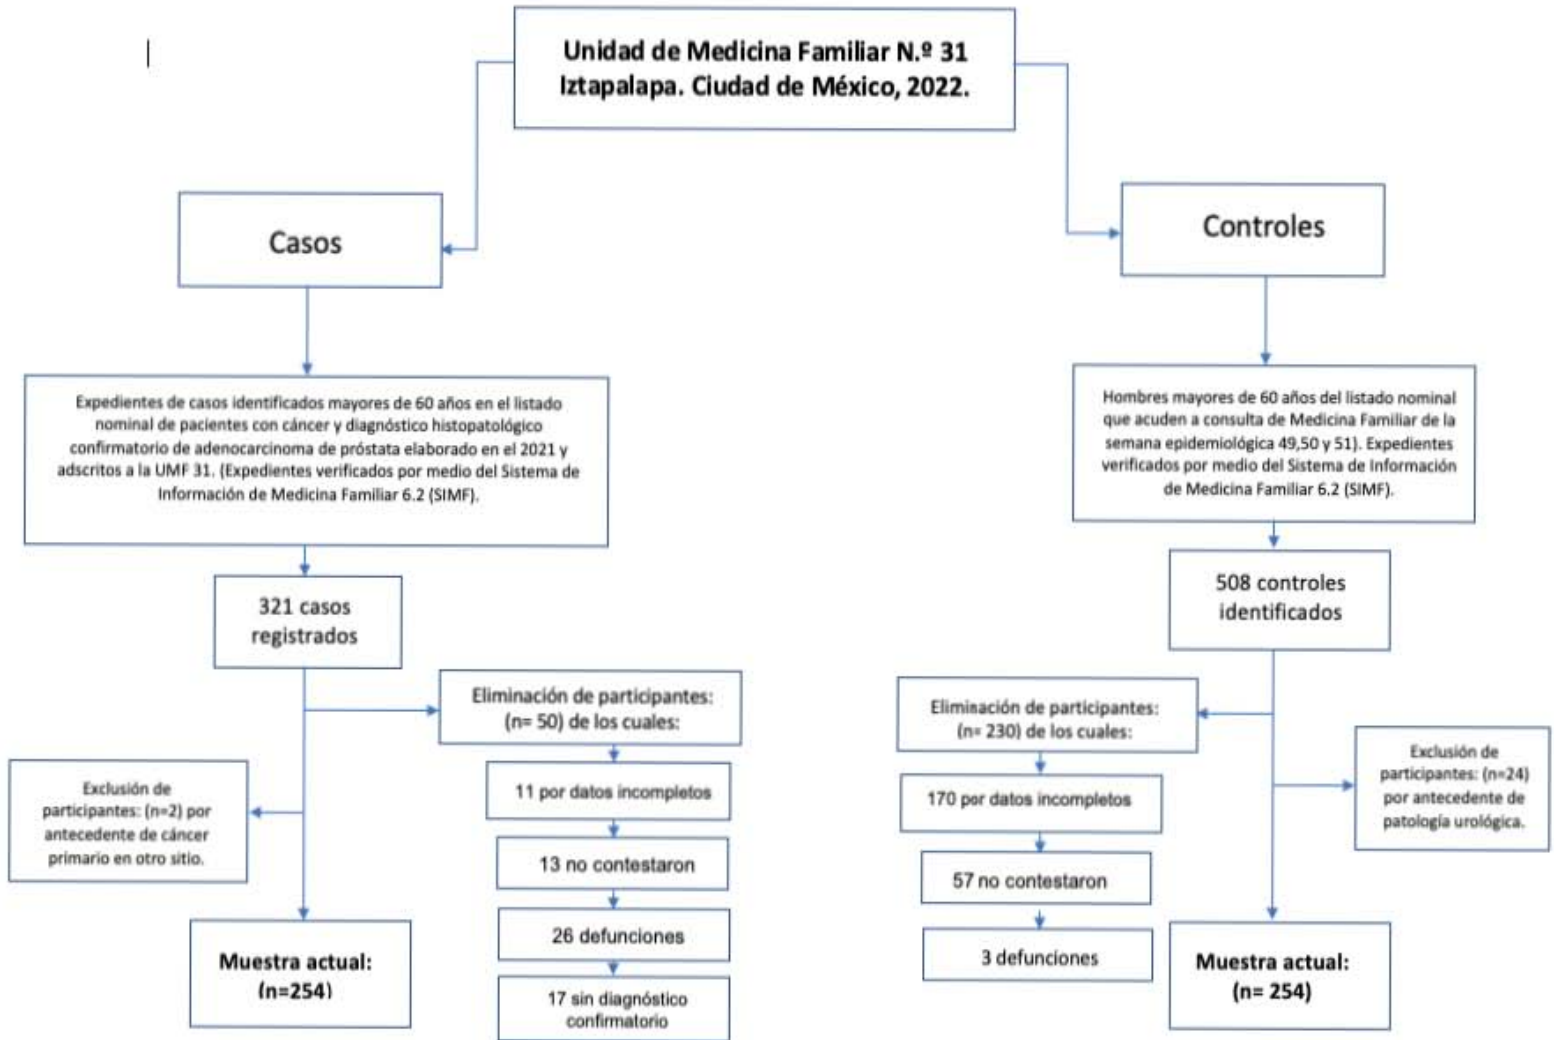 Unidad de Medicina Familiar N.º 31
Iztapalapa. Ciudad de México, 2022.
Casos
Controles
Expedientes de casos identificados mayores de 60 años en el listado
nominal de pacientes con cáncer y diagnóstico histopatológico
confirmatorio de adenocarcinoma de próstata elaborado en el 2021 y
adscritos a la UMF 31. (Expedientes verificados por medio del Sistema de
Información de Medicina Familiar 6.2 (SIMF).
Hombres mayores de 60 años del listado nominal
que acuden a consulta de Medicina Familiar de la
semana epidemiológica 49,50 y 51). Expedientes
verificados por medio del Sistema de Información
de Medicina Familiar 6.2 (SIMF).
321 casos
registrados
508 controles
identificados
Eliminación de participantes:
(n= 50) de los cuales:
Eliminación de participantes:
(n= 230) de los cuales:
Exclusión de
participantes: (n=2) por
antecedente de cáncer
primario en otro sitio.
11 por datos incompletos
13 no contestaron
26 defunciones
17 sin diagnóstico
confirmatorio
170 por datos incompletos
57 no contestaron
3 defunciones
Exclusión de
participantes: (n=24)
por antecedente de
patología urológica.
Muestra actual:
(n=254)
Muestra actual:
(n= 254)